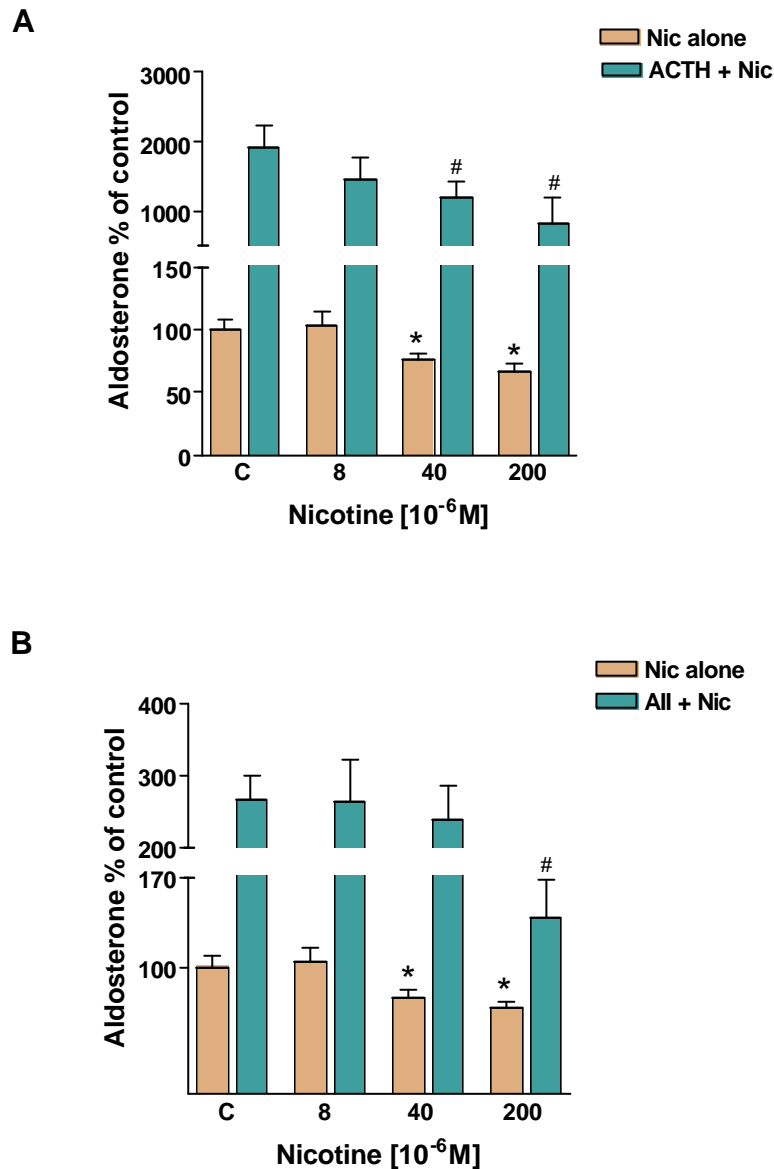 A
Nic alone
ACTH + Nic
Aldosterone % of control
3000
2000
1000
150
100
50
0
#
#
*
*
C 8 40 200
Nicotine [10⁻⁶M]
B
Nic alone
AII + Nic
Aldosterone % of control
400
300
200
170
100
#
*
*
C 8 40 200
Nicotine [10⁻⁶M]